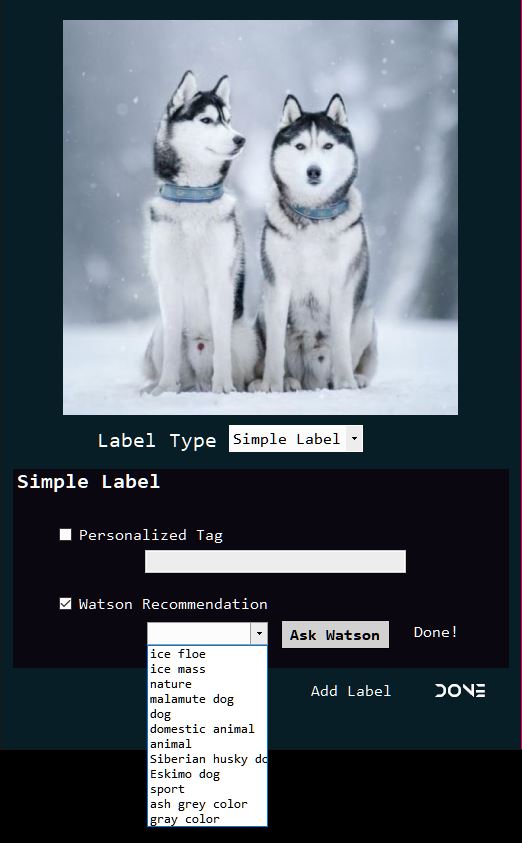 Label Type Simple Label
Simple Label
Personalized Tag
Watson Recommendation
Ask Watson Done!
ice floe
ice mass
nature
malamute dog
dog
domestic animal
animal
Siberian husky do
Eskimo dog
sport
ash grey color
gray color
Add Label DONE